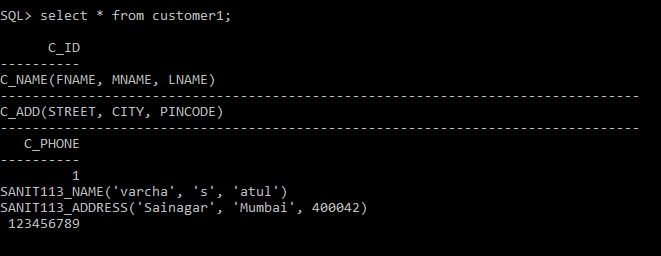 SQL> select * from customer1;
C_ID
----------
C_NAME(FNAME, MNAME, LNAME)
--------------------------------------------------------------------------------
C_ADD(STREET, CITY, PINCODE)
--------------------------------------------------------------------------------
C_PHONE
----------
1
SANIT113_NAME('varcha', 's', 'atul')
SANIT113_ADDRESS('Sainagar', 'Mumbai', 400042)
123456789